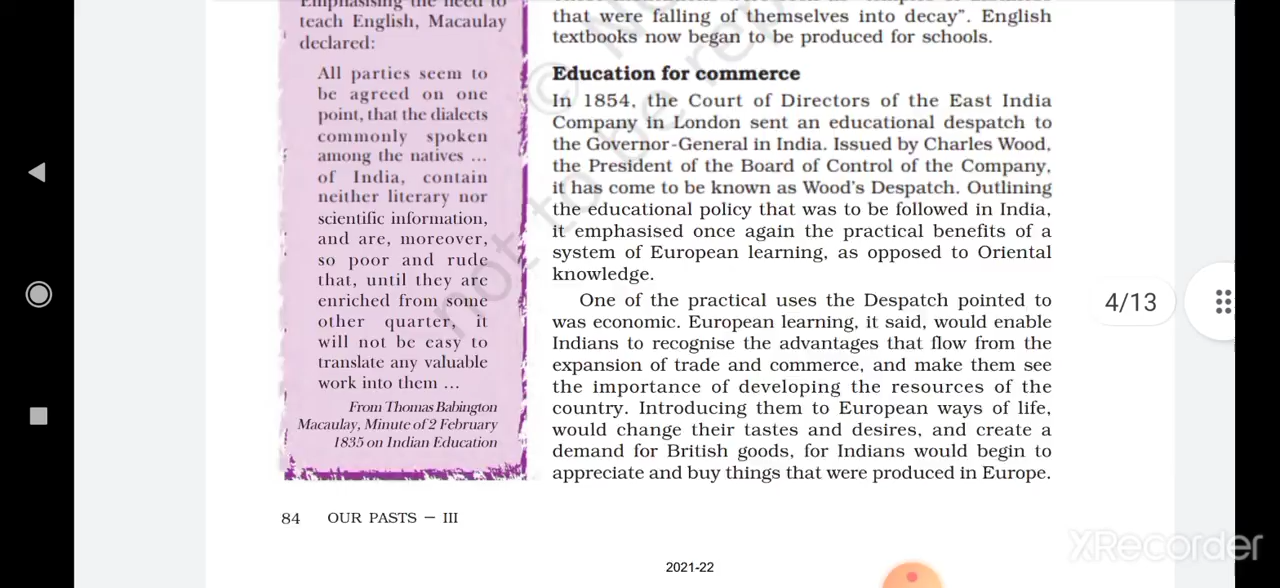 Emphasising the need to
teach English, Macaulay
declared:
All parties seem to
be agreed on one
point, that the dialects
commonly spoken
among the natives ...
of India, contain
neither literary nor
scientific information,
and are, moreover,
so poor and rude
that, until they are
enriched from some
other quarter, it
will not be easy to
translate any valuable
work into them ...
From Thomas Babington
Macaulay, Minute of 2 February
1835 on Indian Education
that were falling of themselves into decay”. English
textbooks now began to be produced for schools.
Education for commerce
In 1854, the Court of Directors of the East India
Company in London sent an educational despatch to
the Governor-General in India. Issued by Charles Wood,
the President of the Board of Control of the Company,
it has come to be known as Wood’s Despatch. Outlining
the educational policy that was to be followed in India,
it emphasised once again the practical benefits of a
system of European learning, as opposed to Oriental
knowledge.
One of the practical uses the Despatch pointed to
was economic. European learning, it said, would enable
Indians to recognise the advantages that flow from the
expansion of trade and commerce, and make them see
the importance of developing the resources of the
country. Introducing them to European ways of life,
would change their tastes and desires, and create a
demand for British goods, for Indians would begin to
appreciate and buy things that were produced in Europe.
4/13
84 OUR PASTS – III
2021-22
not to be rep
XRecorder